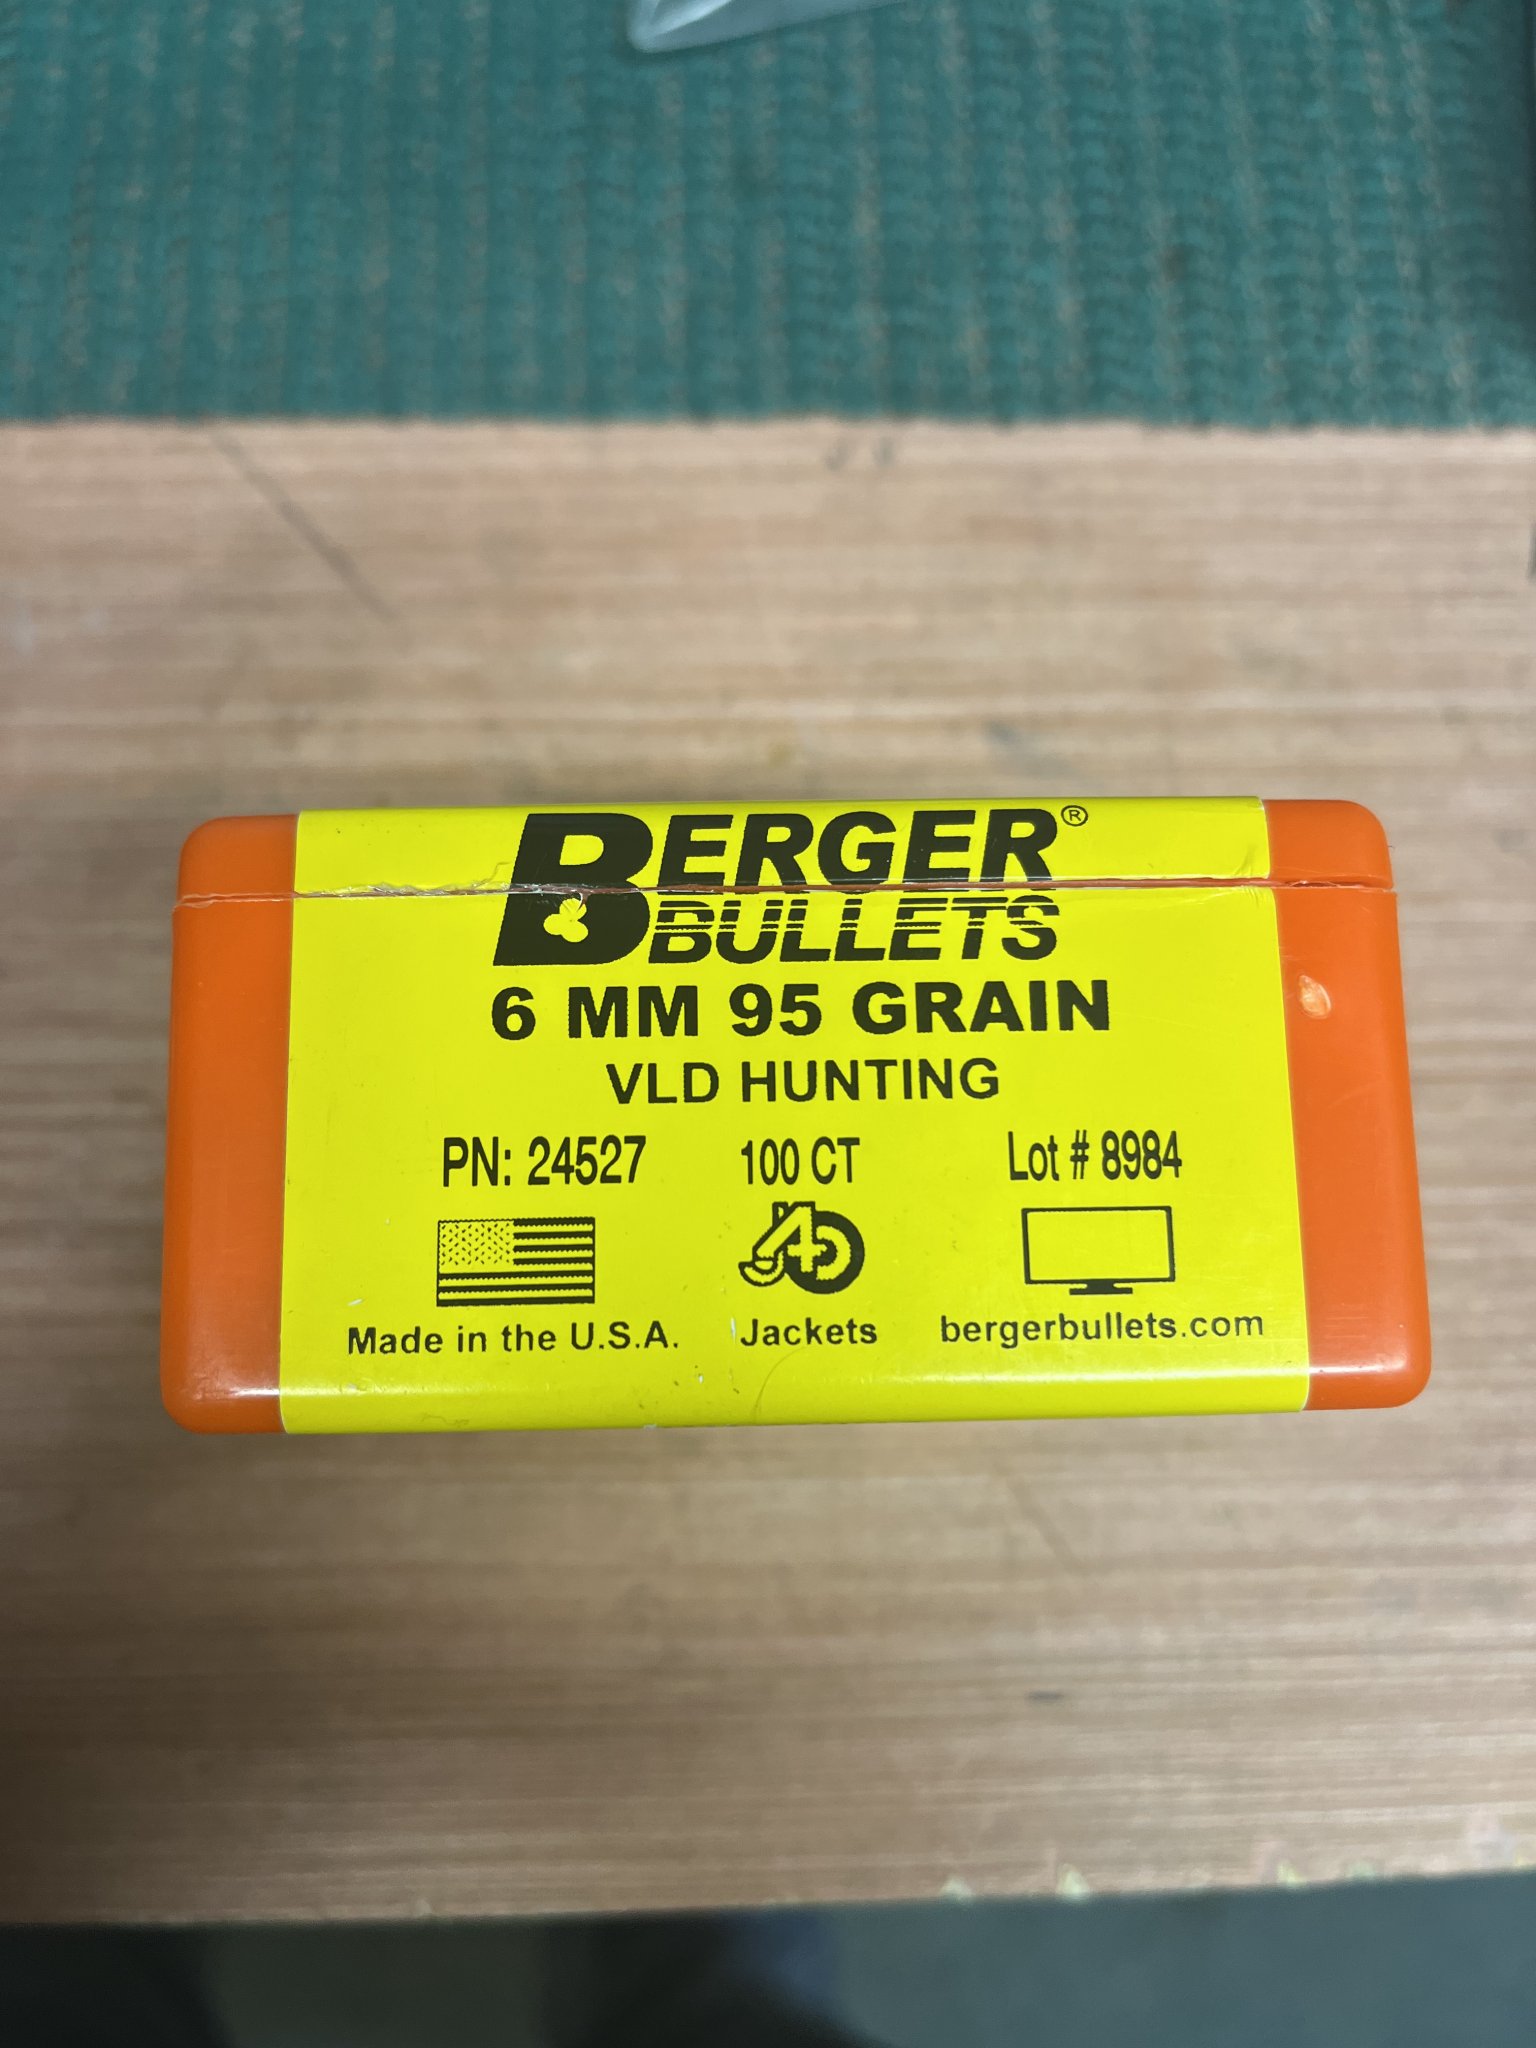 BERGER®
BULLETS
6 MM 95 GRAIN
VLD HUNTING
PN: 24527 100 CT Lot # 8984
J4
Made in the U.S.A. Jackets bergerbullets.com